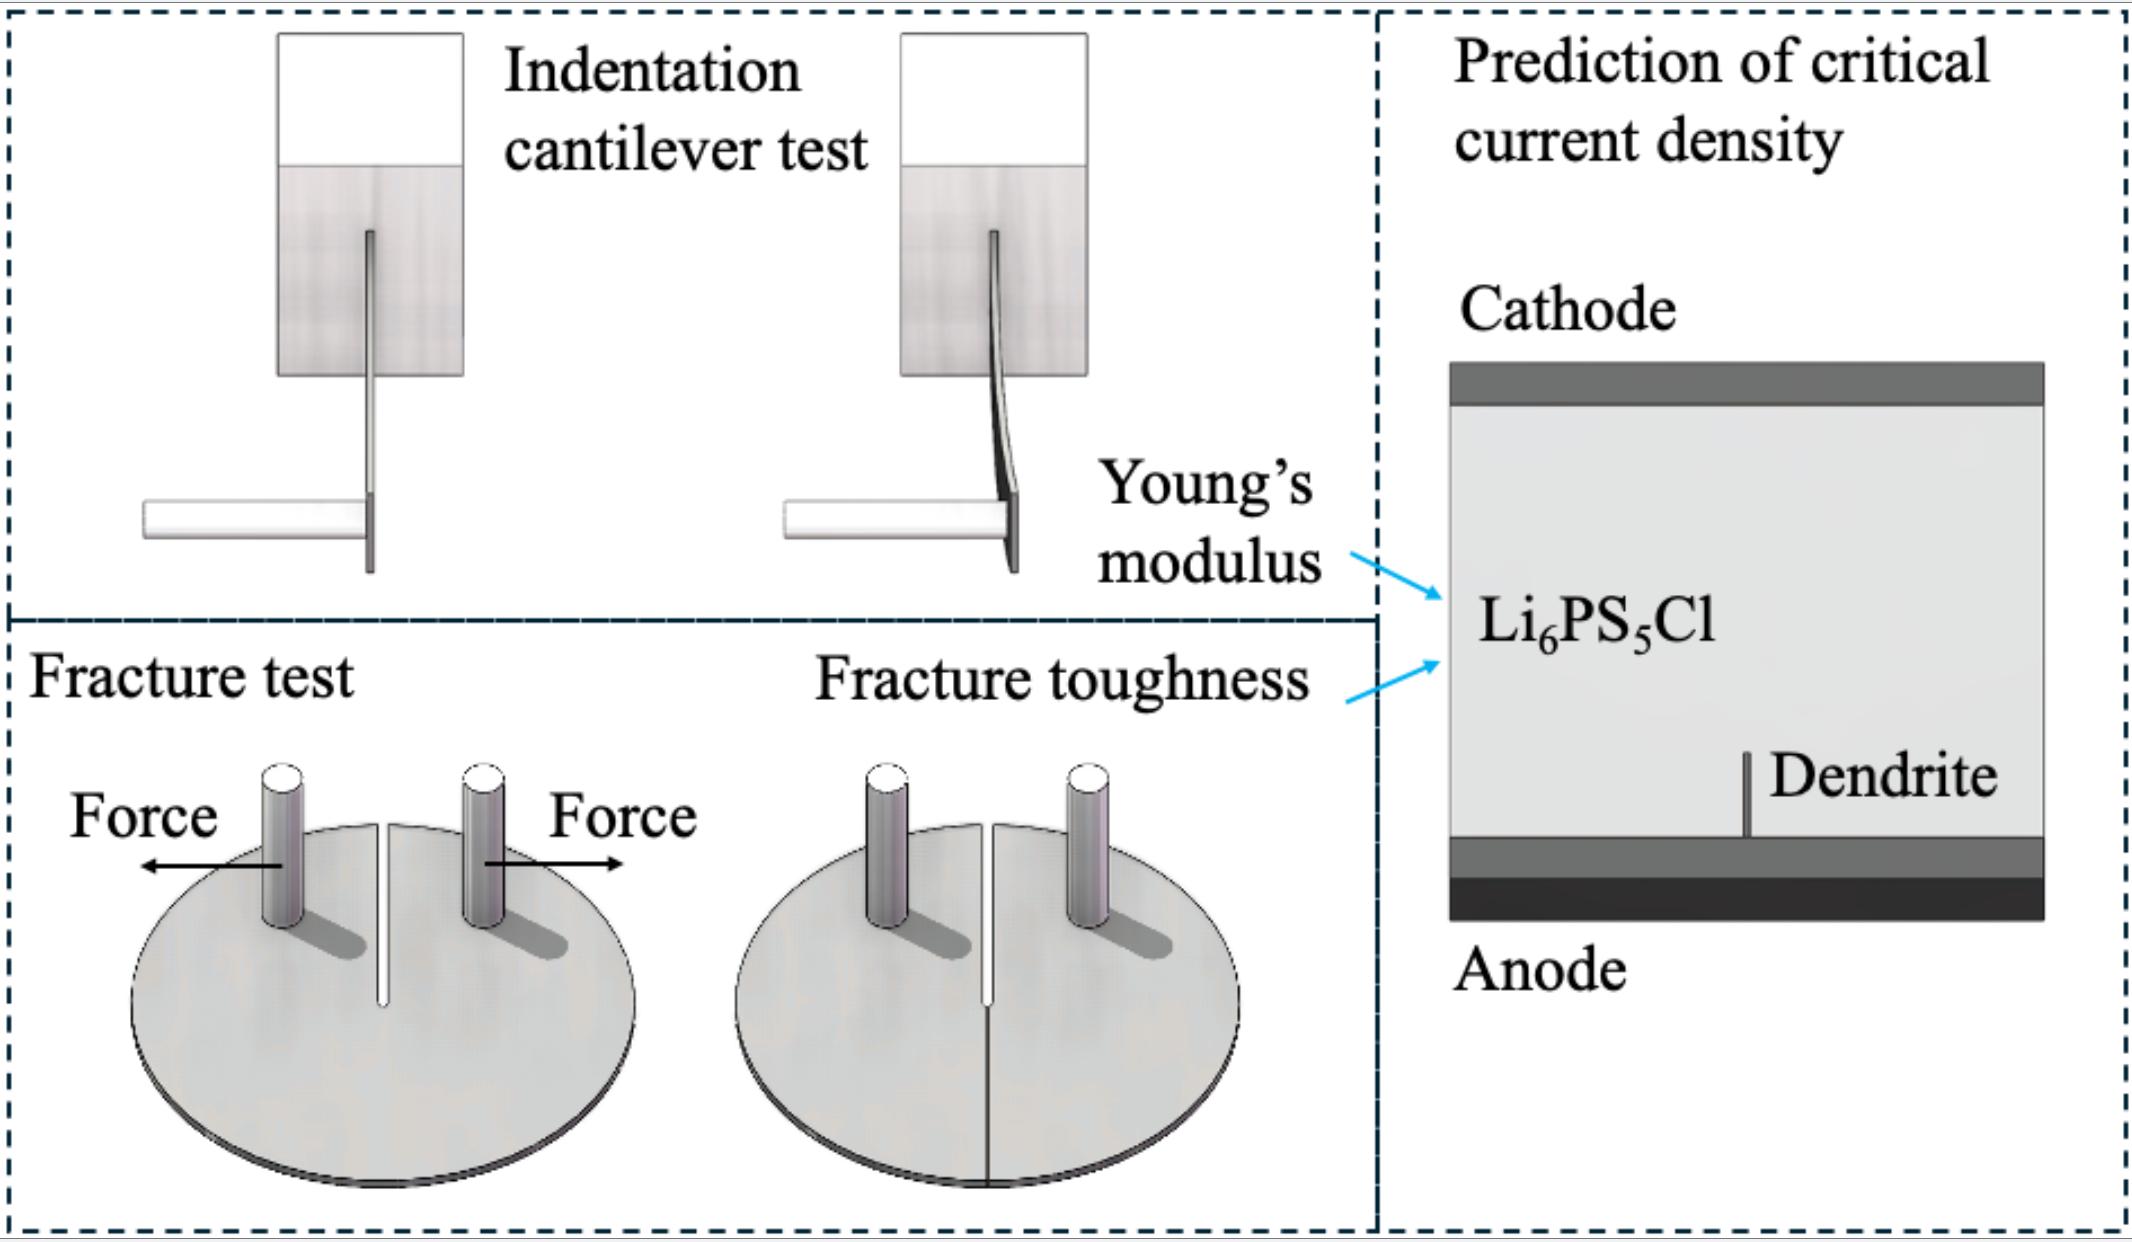 Indentation
cantilever test
Young’s
modulus
Fracture test
Fracture toughness
Force
Force
Prediction of critical
current density
Cathode
Li₆PS₅Cl
Dendrite
Anode